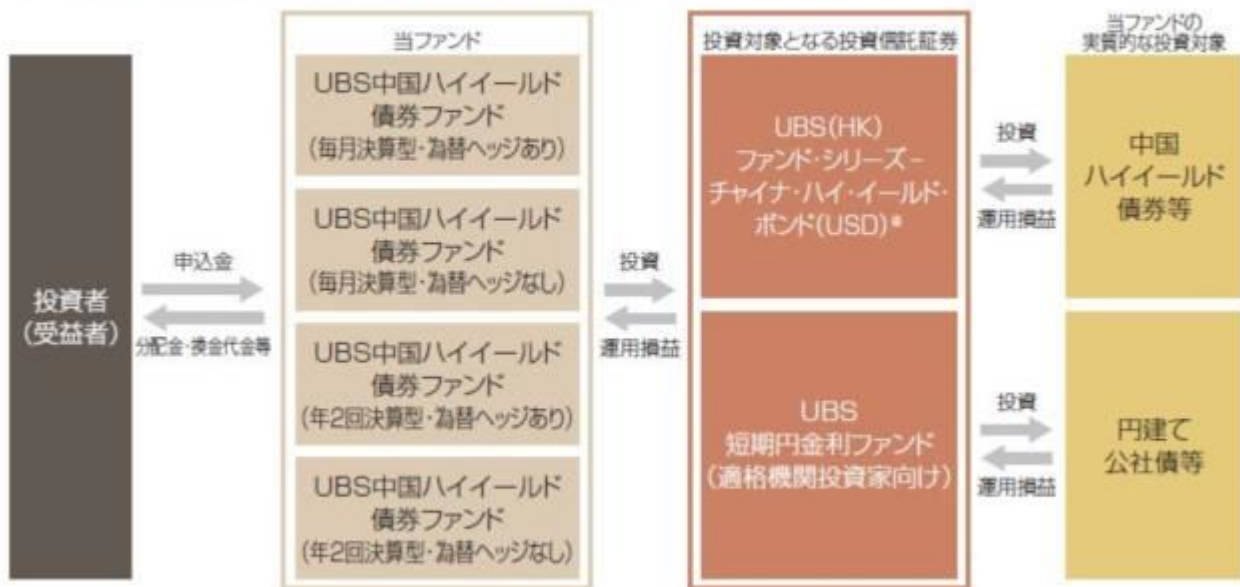 投資者
(受益者)
申込金
分配金・換金代金等
当ファンド
UBS中国ハイイールド
債券ファンド
(毎月決算型・為替ヘッジあり)
UBS中国ハイイールド
債券ファンド
(毎月決算型・為替ヘッジなし)
UBS中国ハイイールド
債券ファンド
(年2回決算型・為替ヘッジあり)
UBS中国ハイイールド
債券ファンド
(年2回決算型・為替ヘッジなし)
投資
運用損益
投資対象となる投資信託証券
UBS(HK)
ファンド・シリーズ－
チャイナ・ハイ・イールド・
ボンド(USD)*
UBS
短期円金利ファンド
(適格機関投資家向け)
投資
運用損益
投資
運用損益
当ファンドの
実質的な投資対象
中国
ハイイールド
債券等
円建て
公社債等